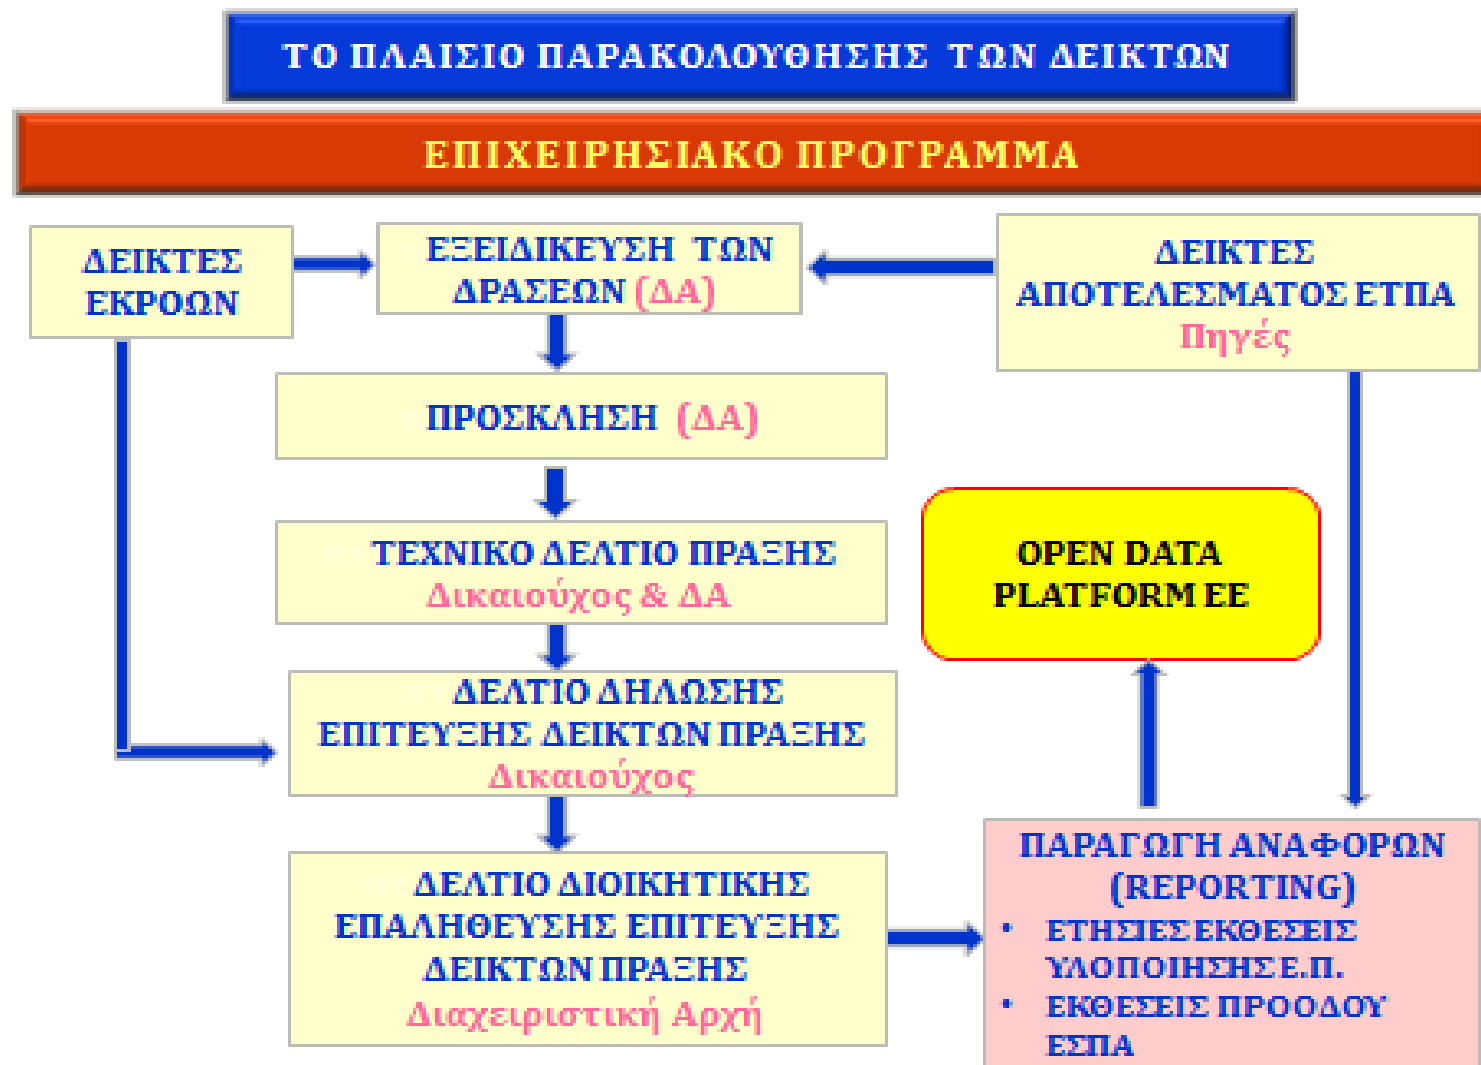 ΤΟ ΠΛΑΙΣΙΟ ΠΑΡΑΚΟΛΟΥΘΗΣΗΣ ΤΩΝ ΔΕΙΚΤΩΝ
ΕΠΙΧΕΙΡΗΣΙΑΚΟ ΠΡΟΓΡΑΜΜΑ
ΔΕΙΚΤΕΣ
ΕΚΡΟΩΝ
ΕΞΕΙΔΙΚΕΥΣΗ ΤΩΝ
ΔΡΑΣΕΩΝ (ΔΑ)
ΔΕΙΚΤΕΣ
ΑΠΟΤΕΛΕΣΜΑΤΟΣ ΕΤΠΑ
Πηγές
ΠΡΟΣΚΛΗΣΗ (ΔΑ)
ΤΕΧΝΙΚΟ ΔΕΛΤΙΟ ΠΡΑΞΗΣ
Δικαιούχος & ΔΑ
OPEN DATA
PLATFORM ΕΕ
ΔΕΛΤΙΟ ΔΗΛΩΣΗΣ
ΕΠΙΤΕΥΞΗΣ ΔΕΙΚΤΩΝ ΠΡΑΞΗΣ
Δικαιούχος
ΔΕΛΤΙΟ ΔΙΟΙΚΗΤΙΚΗΣ
ΕΠΑΛΗΘΕΥΣΗΣ ΕΠΙΤΕΥΞΗΣ
ΔΕΙΚΤΩΝ ΠΡΑΞΗΣ
Διαχειριστική Αρχή
ΠΑΡΑΓΩΓΗ ΑΝΑΦΟΡΩΝ
(REPORTING)
• ΕΤΗΣΙΕΣ ΕΚΘΕΣΕΙΣ
ΥΛΟΠΟΙΗΣΗΣ Ε.Π.
• ΕΚΘΕΣΕΙΣ ΠΡΟΟΔΟΥ
ΕΣΠΑ